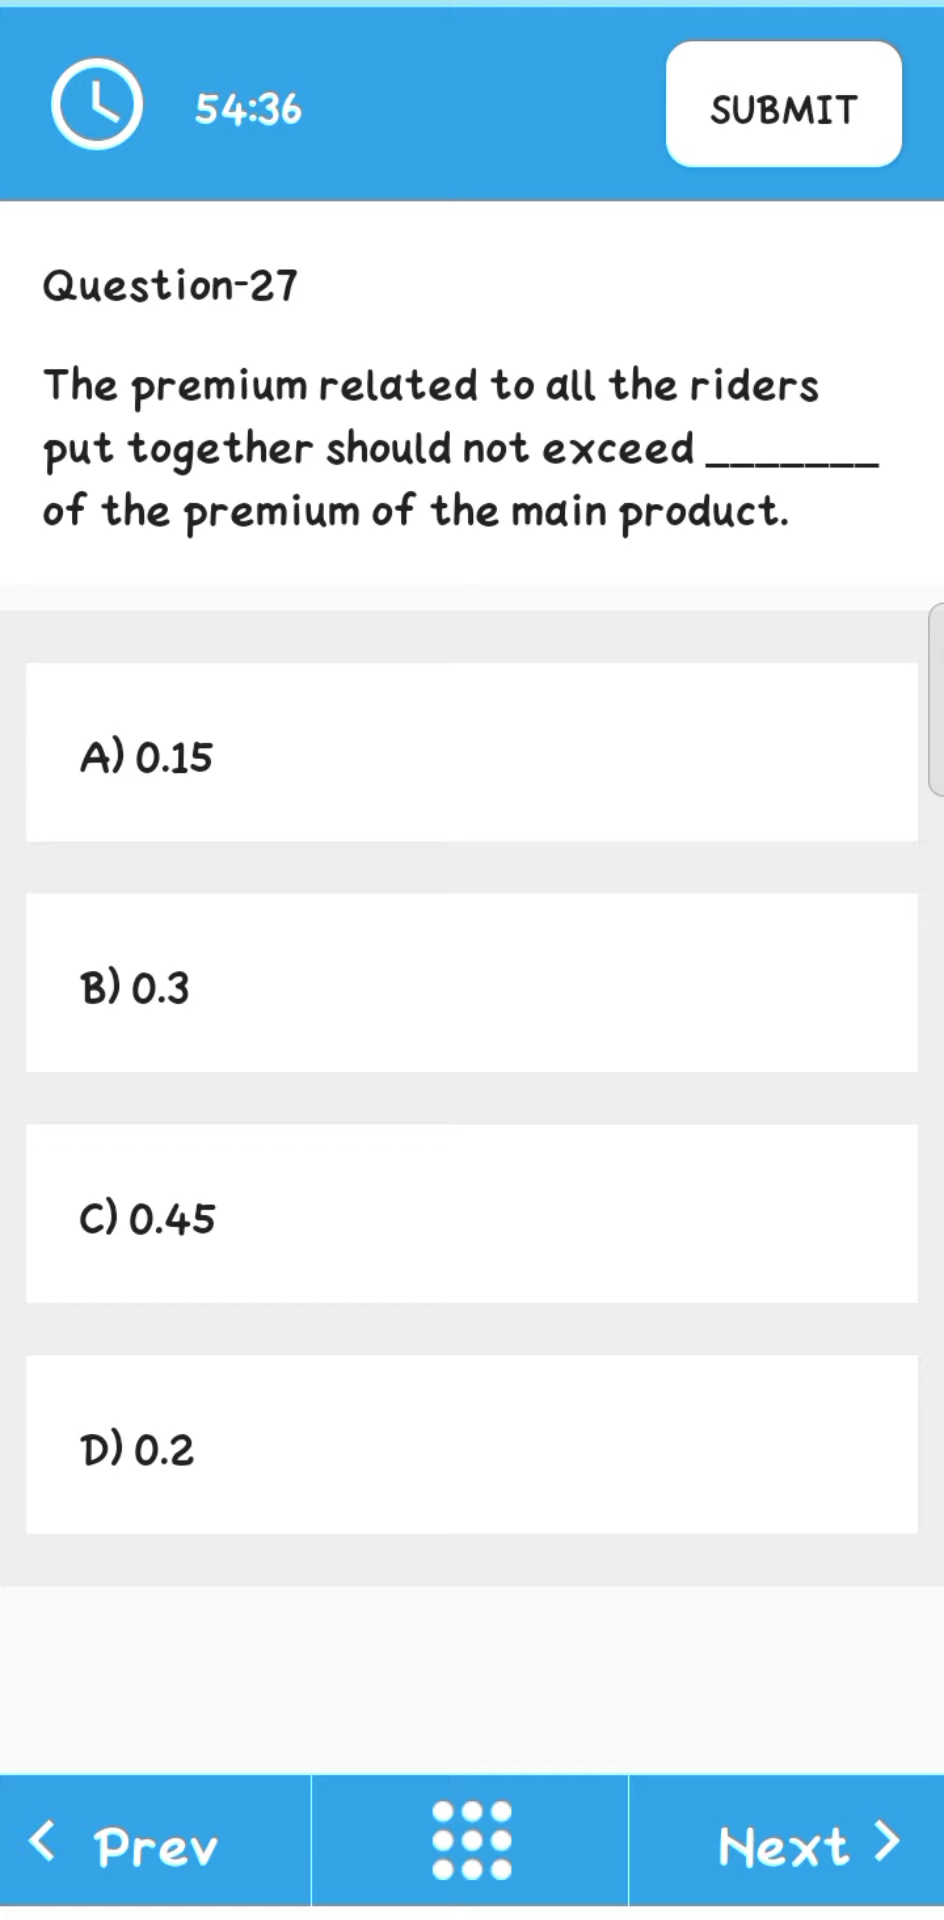 54:36
SUBMIT
Question-27
The premium related to all the riders
put together should not exceed _______
of the premium of the main product.
A) 0.15
B) 0.3
C) 0.45
D) 0.2
Prev
Next